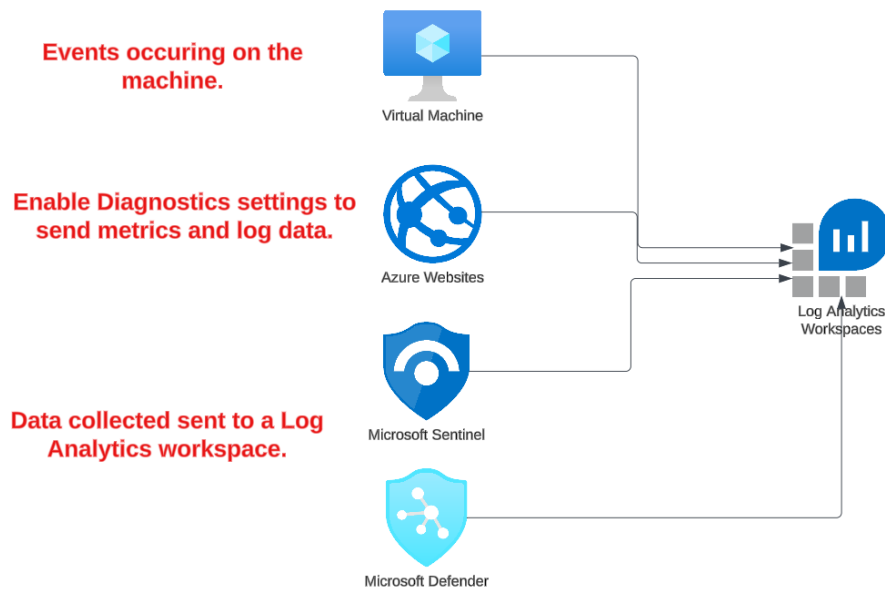 Events occuring on the
machine.
Virtual Machine
Enable Diagnostics settings to
send metrics and log data.
Azure Websites
Log Analytics
Workspaces
Microsoft Sentinel
Data collected sent to a Log
Analytics workspace.
Microsoft Defender